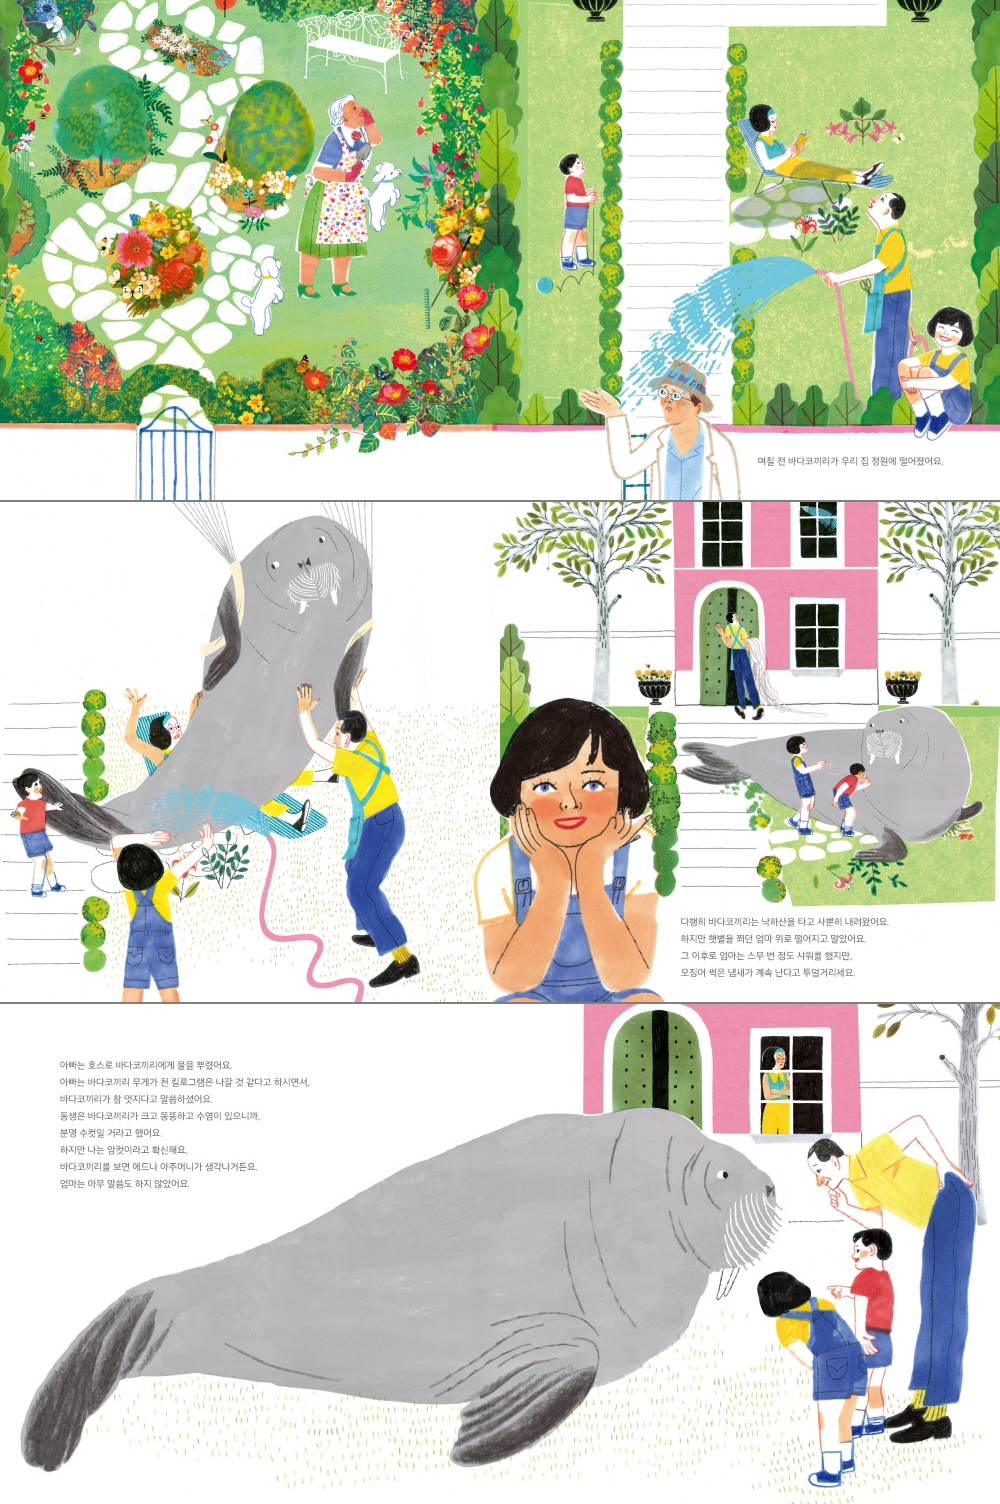 며칠 전 바다코끼리가 우리 집 정원에 떨어졌어요.
다행히 바다코끼리는 낙하산을 타고 사뿐히 내려왔어요.
하지만 햇볕을 쬐던 엄마 위로 떨어지고 말았어요.
그 이후로 엄마는 스무 번 정도 샤워를 했지만,
오징어 썩은 냄새가 계속 난다고 투덜거리세요.
아빠는 호스로 바다코끼리에게 물을 뿌렸어요.
아빠는 바다코끼리 무게가 천 킬로그램은 나갈 것 같다고 하시면서,
바다코끼리가 참 멋지다고 말씀하셨어요.
동생은 바다코끼리가 크고 뚱뚱하고 수염이 있으니까,
분명 수컷일 거라고 했어요.
하지만 나는 암컷이라고 확신해요.
바다코끼리를 보면 에드나 아주머니가 생각나거든요.
엄마는 아무 말씀도 하지 않았어요.